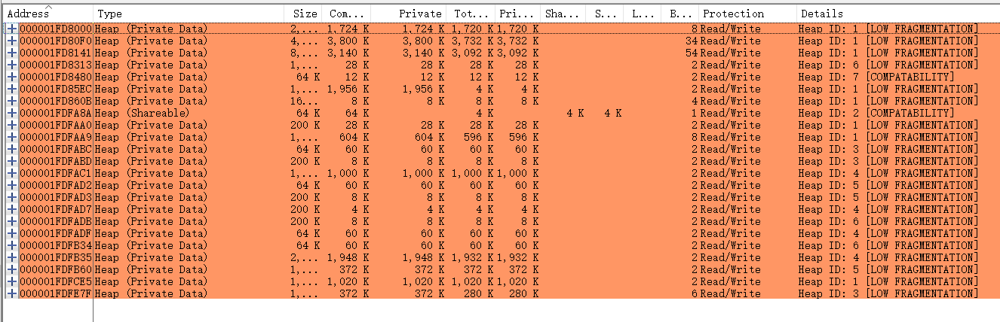 Address Type Size Com... Private Tot... Pri... Sha... S... L... B... Protection Details
000001FD8000 Heap (Private Data) 2,... 1,724 K 1,724 K 1,720 K 1,720 K 8 Read/Write Heap ID: 1 [LOW FRAGMENTATION]
000001FD80F0 Heap (Private Data) 4,... 3,800 K 3,800 K 3,732 K 3,732 K 34 Read/Write Heap ID: 1 [LOW FRAGMENTATION]
000001FD8141 Heap (Private Data) 8,... 3,140 K 3,140 K 3,092 K 3,092 K 54 Read/Write Heap ID: 1 [LOW FRAGMENTATION]
000001FD8313 Heap (Private Data) 1,... 28 K 28 K 28 K 28 K 2 Read/Write Heap ID: 6 [LOW FRAGMENTATION]
000001FD8480 Heap (Private Data) 64 K 12 K 12 K 12 K 12 K 2 Read/Write Heap ID: 7 [COMPATABILITY]
000001FD85EC Heap (Private Data) 1,... 1,956 K 1,956 K 4 K 4 K 2 Read/Write Heap ID: 1 [LOW FRAGMENTATION]
000001FD860B Heap (Private Data) 16... 8 K 8 K 8 K 8 K 4 Read/Write Heap ID: 1 [LOW FRAGMENTATION]
000001FDFA8A Heap (Shareable) 64 K 64 K 4 K 4 K 4 K 1 Read/Write Heap ID: 2 [COMPATABILITY]
000001FDFAA0 Heap (Private Data) 200 K 28 K 28 K 28 K 28 K 2 Read/Write Heap ID: 1 [LOW FRAGMENTATION]
000001FDFAA9 Heap (Private Data) 1,... 604 K 604 K 596 K 596 K 8 Read/Write Heap ID: 1 [LOW FRAGMENTATION]
000001FDFABC Heap (Private Data) 64 K 60 K 60 K 60 K 60 K 2 Read/Write Heap ID: 3 [LOW FRAGMENTATION]
000001FDFABD Heap (Private Data) 200 K 8 K 8 K 8 K 8 K 2 Read/Write Heap ID: 3 [LOW FRAGMENTATION]
000001FDFAC1 Heap (Private Data) 1,... 1,000 K 1,000 K 1,000 K 1,000 K 2 Read/Write Heap ID: 4 [LOW FRAGMENTATION]
000001FDFAD2 Heap (Private Data) 64 K 60 K 60 K 60 K 60 K 2 Read/Write Heap ID: 5 [LOW FRAGMENTATION]
000001FDFAD3 Heap (Private Data) 200 K 8 K 8 K 8 K 8 K 2 Read/Write Heap ID: 5 [LOW FRAGMENTATION]
000001FDFAD7 Heap (Private Data) 200 K 4 K 4 K 4 K 4 K 2 Read/Write Heap ID: 4 [LOW FRAGMENTATION]
000001FDFADB Heap (Private Data) 200 K 8 K 8 K 8 K 8 K 2 Read/Write Heap ID: 6 [LOW FRAGMENTATION]
000001FDFADF Heap (Private Data) 64 K 60 K 60 K 60 K 60 K 2 Read/Write Heap ID: 4 [LOW FRAGMENTATION]
000001FDFB34 Heap (Private Data) 64 K 60 K 60 K 60 K 60 K 2 Read/Write Heap ID: 6 [LOW FRAGMENTATION]
000001FDFB35 Heap (Private Data) 2,... 1,948 K 1,948 K 1,932 K 1,932 K 2 Read/Write Heap ID: 4 [LOW FRAGMENTATION]
000001FDFB60 Heap (Private Data) 1,... 372 K 372 K 372 K 372 K 2 Read/Write Heap ID: 5 [LOW FRAGMENTATION]
000001FDFCE5 Heap (Private Data) 1,... 1,020 K 1,020 K 1,020 K 1,020 K 2 Read/Write Heap ID: 4 [LOW FRAGMENTATION]
000001FDFE7F Heap (Private Data) 1,... 372 K 372 K 280 K 280 K 6 Read/Write Heap ID: 3 [LOW FRAGMENTATION]